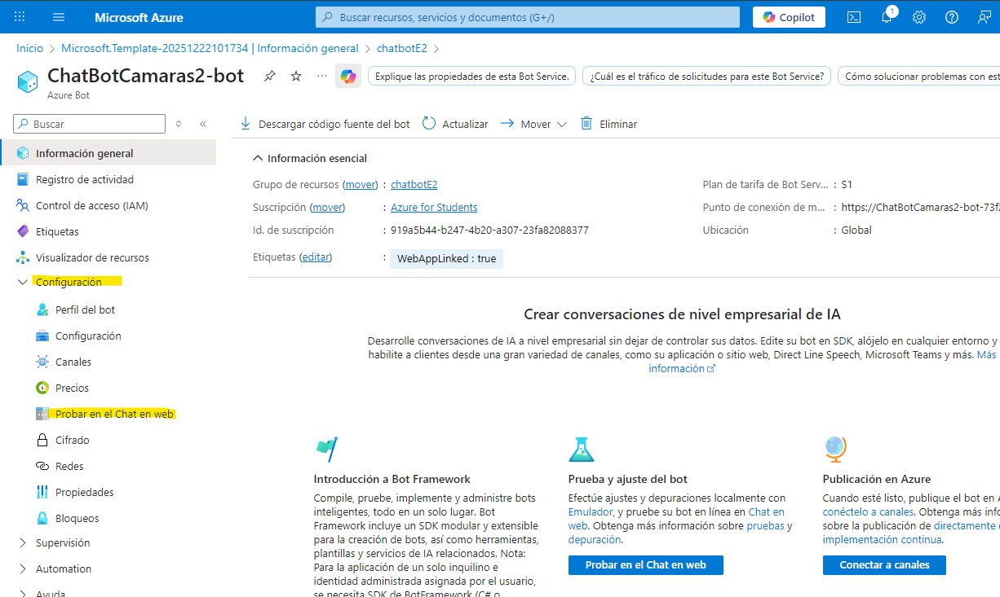 Microsoft Azure
Buscar recursos, servicios y documentos (G+/)
Copilot
1
Inicio > Microsoft.Template-20251222101734 | Información general > chatbotE2 >
ChatBotCamaras2-bot
Azure Bot
Explique las propiedades de esta Bot Service.
¿Cuál es el tráfico de solicitudes para este Bot Service?
Cómo solucionar problemas con est
Buscar
Descargar código fuente del bot
Actualizar
Mover
Eliminar
Información general
Registro de actividad
Control de acceso (IAM)
Etiquetas
Visualizador de recursos
Configuración
Perfil del bot
Configuración
Canales
Precios
Probar en el Chat en web
Cifrado
Redes
Propiedades
Bloqueos
Supervisión
Automation
Ayuda
Información esencial
Grupo de recursos (mover) : chatbotE2
Suscripción (mover) : Azure for Students
Id. de suscripción : 919a5b44-b247-4b20-a307-23fa82088377
Etiquetas (editar) : WebAppLinked : true
Plan de tarifa de Bot Serv... : S1
Punto de conexión de m... : https://ChatBotCamaras2-bot-73f2
Ubicación : Global
Crear conversaciones de nivel empresarial de IA
Desarrolle conversaciones de IA a nivel empresarial sin dejar de controlar sus datos. Edite su bot en SDK, alójelo en cualquier entorno y
habilite a clientes desde una gran variedad de canales, como su aplicación o sitio web, Direct Line Speech, Microsoft Teams y más. Más
información
Introducción a Bot Framework
Compile, pruebe, implemente y administre bots
inteligentes, todo en un solo lugar. Bot
Framework incluye un SDK modular y extensible
para la creación de bots, así como herramientas,
plantillas y servicios de IA relacionados. Nota:
Para la aplicación de un solo inquilino e
identidad administrada asignada por el usuario,
se necesita SDK de BotFramework (C# o
Prueba y ajuste del bot
Efectúe ajustes y depuraciones localmente con
Emulador, y pruebe su bot en línea en Chat en
web. Obtenga más información sobre pruebas y
depuración.
Probar en el Chat en web
Publicación en Azure
Cuando esté listo, publique el bot en A
conéctelo a canales. Obtenga más info
sobre la publicación de directamente
implementación continua.
Conectar a canales